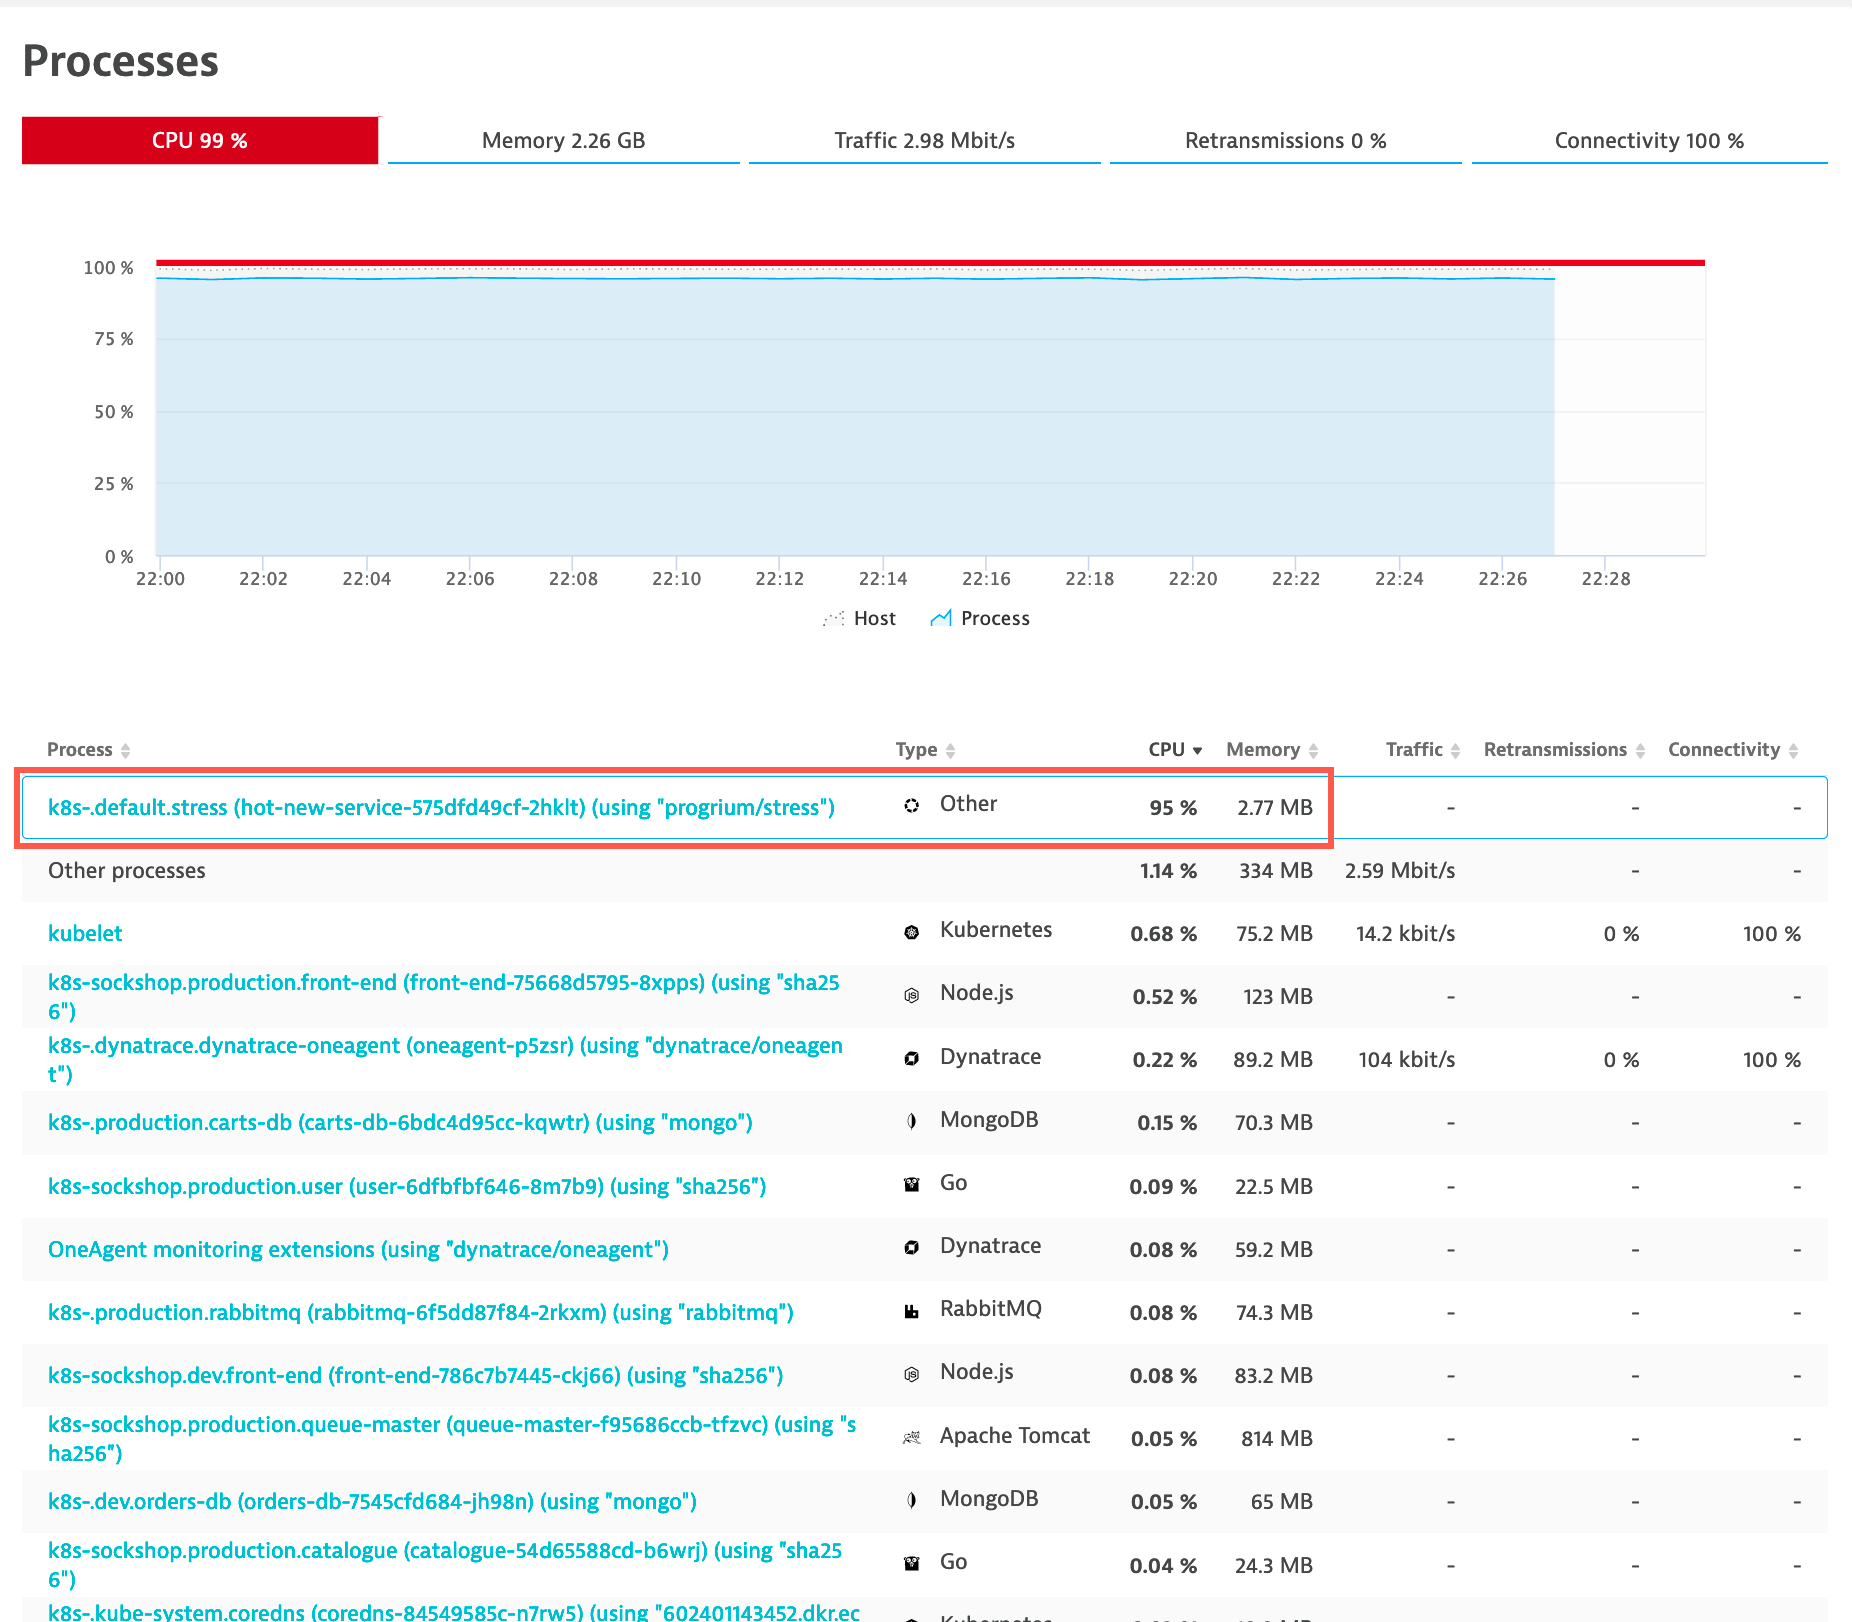 Processes
CPU 99 %
Memory 2.26 GB
Traffic 2.98 Mbit/s
Retransmissions 0 %
Connectivity 100 %
100 %
75 %
50 %
25 %
0 %
22:00 22:02 22:04 22:06 22:08 22:10 22:12 22:14 22:16 22:18 22:20 22:22 22:24 22:26 22:28
Host Process
Process Type CPU Memory Traffic Retransmissions Connectivity
k8s-.default.stress (hot-new-service-575dfd49cf-2hklt) (using "progrium/stress") Other 95 % 2.77 MB - - -
Other processes 1.14 % 334 MB 2.59 Mbit/s - -
kubelet Kubernetes 0.68 % 75.2 MB 14.2 kbit/s 0 % 100 %
k8s-sockshop.production.front-end (front-end-75668d5795-8xpps) (using "sha25
6") Node.js 0.52 % 123 MB - - -
k8s-.dynatrace.dynatrace-oneagent (oneagent-p5zsr) (using "dynatrace/oneagen
t") Dynatrace 0.22 % 89.2 MB 104 kbit/s 0 % 100 %
k8s-.production.carts-db (carts-db-6bdc4d95cc-kqwtr) (using "mongo") MongoDB 0.15 % 70.3 MB - - -
k8s-sockshop.production.user (user-6dfbfbf646-8m7b9) (using "sha256") Go 0.09 % 22.5 MB - - -
OneAgent monitoring extensions (using "dynatrace/oneagent") Dynatrace 0.08 % 59.2 MB - - -
k8s-.production.rabbitmq (rabbitmq-6f5dd87f84-2rkxm) (using "rabbitmq") RabbitMQ 0.08 % 74.3 MB - - -
k8s-sockshop.dev.front-end (front-end-786c7b7445-ckj66) (using "sha256") Node.js 0.08 % 83.2 MB - - -
k8s-sockshop.production.queue-master (queue-master-f95686ccb-tfzvc) (using "s
ha256") Apache Tomcat 0.05 % 814 MB - - -
k8s-.dev.orders-db (orders-db-7545cfd684-jh98n) (using "mongo") MongoDB 0.05 % 65 MB - - -
k8s-sockshop.production.catalogue (catalogue-54d65588cd-b6wrj) (using "sha25
6") Go 0.04 % 24.3 MB - - -
k8s-.kube-system.coredns (coredns-84549585c-n7rw5) (using "602401143452.dkr.ec Kubernetes